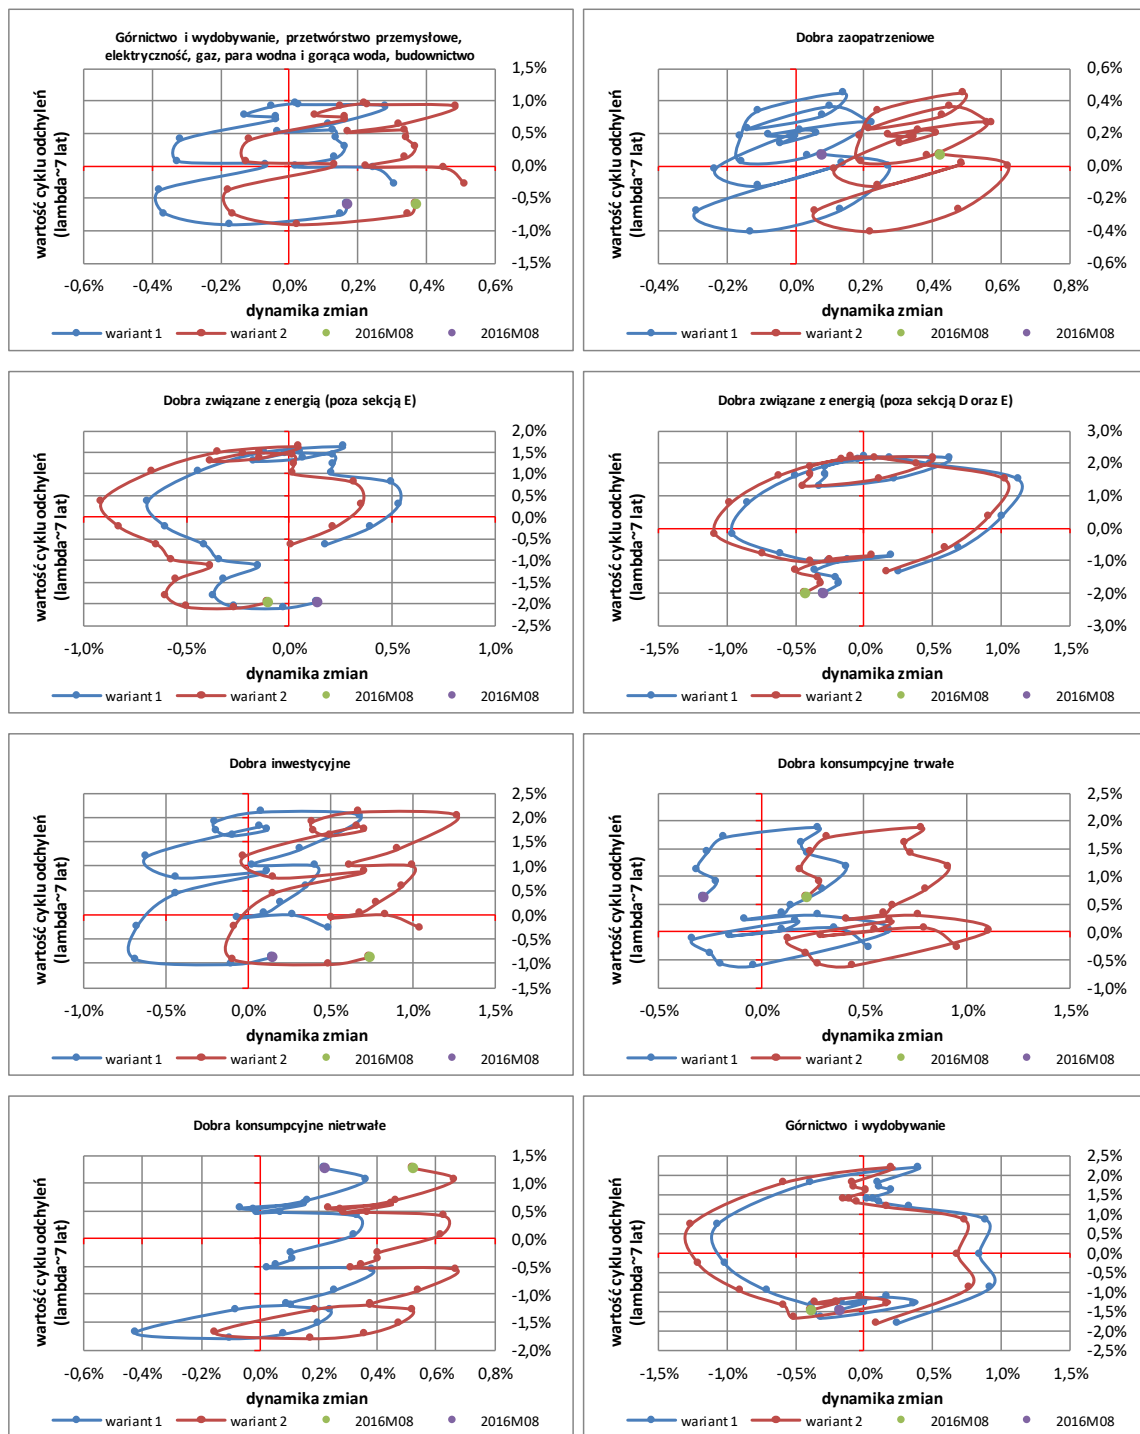 Górnictwo i wydobywanie, przetwórstwo przemysłowe,
elektryczność, gaz, para wodna i gorąca woda, budownictwo
1,5%
1,0%
0,5%
0,0%
-0,5%
-1,0%
-1,5%
-0,6% -0,4% -0,2% 0,0% 0,2% 0,4% 0,6%
wartość cyklu odchyleń
(lambda~7 lat)
dynamika zmian
wariant 1 wariant 2 2016M08 2016M08
Dobra zaopatrzeniowe
0,6%
0,4%
0,2%
0,0%
-0,2%
-0,4%
-0,6%
-0,4% -0,2% 0,0% 0,2% 0,4% 0,6% 0,8%
wartość cyklu odchyleń
(lambda~7 lat)
dynamika zmian
wariant 1 wariant 2 2016M08 2016M08
Dobra związane z energią (poza sekcją E)
2,0%
1,5%
1,0%
0,5%
0,0%
-0,5%
-1,0%
-1,5%
-2,0%
-2,5%
-1,0% -0,5% 0,0% 0,5% 1,0%
wartość cyklu odchyleń
(lambda~7 lat)
dynamika zmian
wariant 1 wariant 2 2016M08 2016M08
Dobra związane z energią (poza sekcją D oraz E)
3,0%
2,0%
1,0%
0,0%
-1,0%
-2,0%
-3,0%
-1,5% -1,0% -0,5% 0,0% 0,5% 1,0% 1,5%
wartość cyklu odchyleń
(lambda~7 lat)
dynamika zmian
wariant 1 wariant 2 2016M08 2016M08
Dobra inwestycyjne
2,5%
2,0%
1,5%
1,0%
0,5%
0,0%
-0,5%
-1,0%
-1,5%
-1,0% -0,5% 0,0% 0,5% 1,0% 1,5%
wartość cyklu odchyleń
(lambda~7 lat)
dynamika zmian
wariant 1 wariant 2 2016M08 2016M08
Dobra konsumpcyjne trwałe
2,5%
2,0%
1,5%
1,0%
0,5%
0,0%
-0,5%
-1,0%
-0,5% 0,0% 0,5% 1,0% 1,5%
wartość cyklu odchyleń
(lambda~7 lat)
dynamika zmian
wariant 1 wariant 2 2016M08 2016M08
Dobra konsumpcyjne nietrwałe
1,5%
1,0%
0,5%
0,0%
-0,5%
-1,0%
-1,5%
-2,0%
-0,6% -0,4% -0,2% 0,0% 0,2% 0,4% 0,6% 0,8%
wartość cyklu odchyleń
(lambda~7 lat)
dynamika zmian
wariant 1 wariant 2 2016M08 2016M08
Górnictwo i wydobywanie
2,5%
2,0%
1,5%
1,0%
0,5%
0,0%
-0,5%
-1,0%
-1,5%
-2,0%
-2,5%
-1,5% -1,0% -0,5% 0,0% 0,5% 1,0% 1,5%
wartość cyklu odchyleń
(lambda~7 lat)
dynamika zmian
wariant 1 wariant 2 2016M08 2016M08